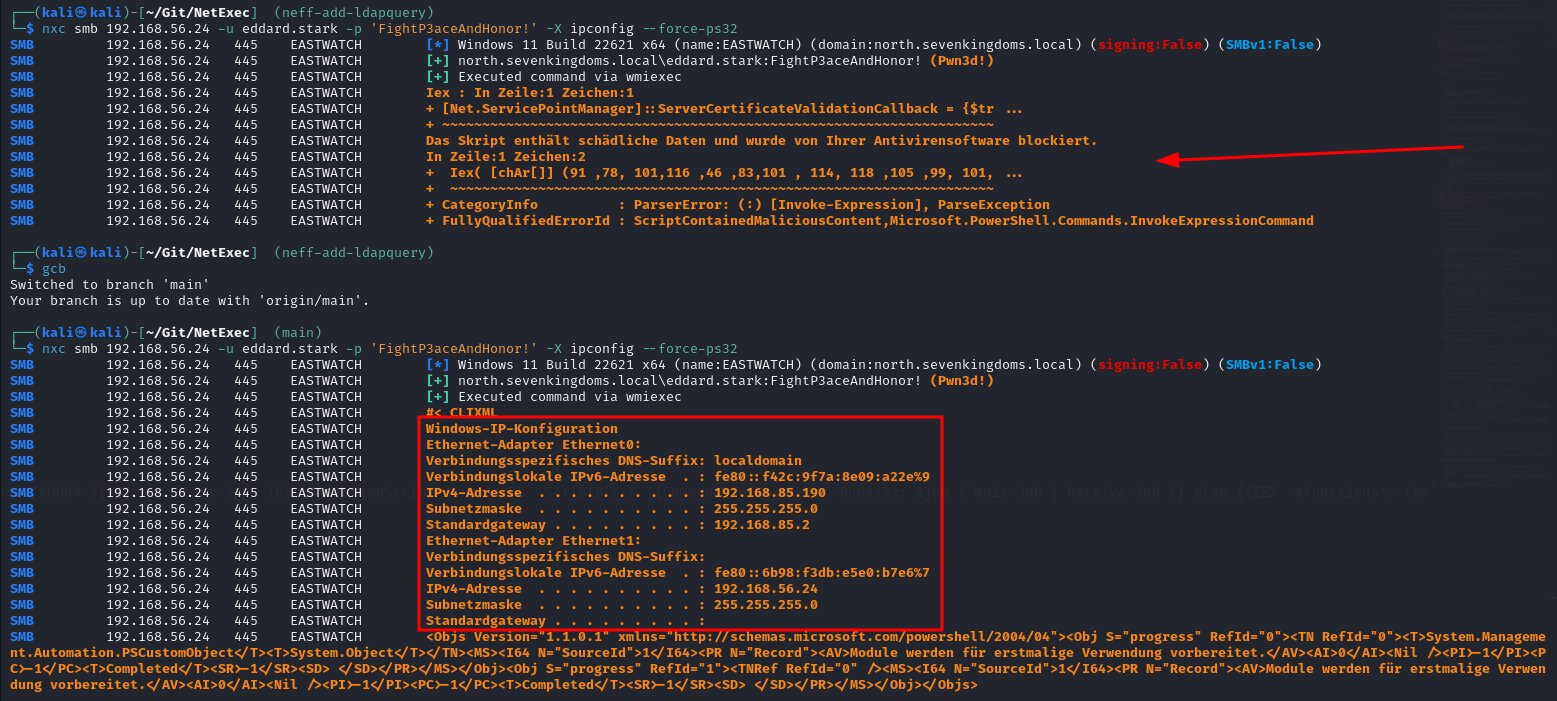 ┌──(kali㉿kali)-[~/Git/NetExec] (neff-add-ldapquery)
└─$ nxc smb 192.168.56.24 -u eddard.stark -p 'FightP3aceAndHonor!' -X ipconfig --force-ps32
SMB 192.168.56.24 445 EASTWATCH [*] Windows 11 Build 22621 x64 (name:EASTWATCH) (domain:north.sevenkingdoms.local) (signing:False) (SMBv1:False)
SMB 192.168.56.24 445 EASTWATCH [+] north.sevenkingdoms.local\eddard.stark:FightP3aceAndHonor! (Pwn3d!)
SMB 192.168.56.24 445 EASTWATCH [+] Executed command via wmiexec
SMB 192.168.56.24 445 EASTWATCH Iex : In Zeile:1 Zeichen:1
SMB 192.168.56.24 445 EASTWATCH + [Net.ServicePointManager]::ServerCertificateValidationCallback = {$tr ...
SMB 192.168.56.24 445 EASTWATCH + ~~~~~~~~~~~~~~~~~~~~~~~~~~~~~~~~~~~~~~~~~~~~~~~~~~~~~~~~~~~~~~~~~~~~~
SMB 192.168.56.24 445 EASTWATCH Das Skript enthält schädliche Daten und wurde von Ihrer Antivirensoftware blockiert.
SMB 192.168.56.24 445 EASTWATCH In Zeile:1 Zeichen:2
SMB 192.168.56.24 445 EASTWATCH + Iex( [chAr[]] (91 ,78, 101,116 ,46 ,83,101 , 114, 118 ,105 ,99, 101, ...
SMB 192.168.56.24 445 EASTWATCH + ~~~~~~~~~~~~~~~~~~~~~~~~~~~~~~~~~~~~~~~~~~~~~~~~~~~~~~~~~~~~~~~~~~~~
SMB 192.168.56.24 445 EASTWATCH + CategoryInfo : ParserError: (:) [Invoke-Expression], ParseException
SMB 192.168.56.24 445 EASTWATCH + FullyQualifiedErrorId : ScriptContainedMaliciousContent,Microsoft.PowerShell.Commands.InvokeExpressionCommand
┌──(kali㉿kali)-[~/Git/NetExec] (neff-add-ldapquery)
└─$ gcb
Switched to branch 'main'
Your branch is up to date with 'origin/main'.
┌──(kali㉿kali)-[~/Git/NetExec] (main)
└─$ nxc smb 192.168.56.24 -u eddard.stark -p 'FightP3aceAndHonor!' -X ipconfig --force-ps32
SMB 192.168.56.24 445 EASTWATCH [*] Windows 11 Build 22621 x64 (name:EASTWATCH) (domain:north.sevenkingdoms.local) (signing:False) (SMBv1:False)
SMB 192.168.56.24 445 EASTWATCH [+] north.sevenkingdoms.local\eddard.stark:FightP3aceAndHonor! (Pwn3d!)
SMB 192.168.56.24 445 EASTWATCH [+] Executed command via wmiexec
SMB 192.168.56.24 445 EASTWATCH #< CLIXML
SMB 192.168.56.24 445 EASTWATCH Windows-IP-Konfiguration
SMB 192.168.56.24 445 EASTWATCH Ethernet-Adapter Ethernet0:
SMB 192.168.56.24 445 EASTWATCH Verbindungsspezifisches DNS-Suffix: localdomain
SMB 192.168.56.24 445 EASTWATCH Verbindungslokale IPv6-Adresse . : fe80::f42c:9f7a:8e09:a22e%9
SMB 192.168.56.24 445 EASTWATCH IPv4-Adresse . . . . . . . . . . : 192.168.85.190
SMB 192.168.56.24 445 EASTWATCH Subnetzmaske . . . . . . . . . . : 255.255.255.0
SMB 192.168.56.24 445 EASTWATCH Standardgateway . . . . . . . . . : 192.168.85.2
SMB 192.168.56.24 445 EASTWATCH Ethernet-Adapter Ethernet1:
SMB 192.168.56.24 445 EASTWATCH Verbindungsspezifisches DNS-Suffix:
SMB 192.168.56.24 445 EASTWATCH Verbindungslokale IPv6-Adresse . : fe80::6b98:f3db:e5e0:b7e6%7
SMB 192.168.56.24 445 EASTWATCH IPv4-Adresse . . . . . . . . . . : 192.168.56.24
SMB 192.168.56.24 445 EASTWATCH Subnetzmaske . . . . . . . . . . : 255.255.255.0
SMB 192.168.56.24 445 EASTWATCH Standardgateway . . . . . . . . . :
SMB 192.168.56.24 445 EASTWATCH <Objs Version="1.1.0.1" xmlns="http://schemas.microsoft.com/powershell/2004/04"><Obj S="progress" RefId="0"><TN RefId="0"><T>System.Manageme
nt.Automation.PSCustomObject</T><T>System.Object</T></TN><MS><I64 N="SourceId">1</I64><PR N="Record"><AV>Module werden für erstmalige Verwendung vorbereitet.</AV><AI>0</AI><Nil /><PI>-1</PI><P
C>-1</PC><T>Completed</T><SR>-1</SR><SD> </SD></PR></MS></Obj><Obj S="progress" RefId="1"><TNRef RefId="0" /><MS><I64 N="SourceId">1</I64><PR N="Record"><AV>Module werden für erstmalige Verwen
dung vorbereitet.</AV><AI>0</AI><Nil /><PI>-1</PI><PC>-1</PC><T>Completed</T><SR>-1</SR><SD> </SD></PR></MS></Obj></Objs>